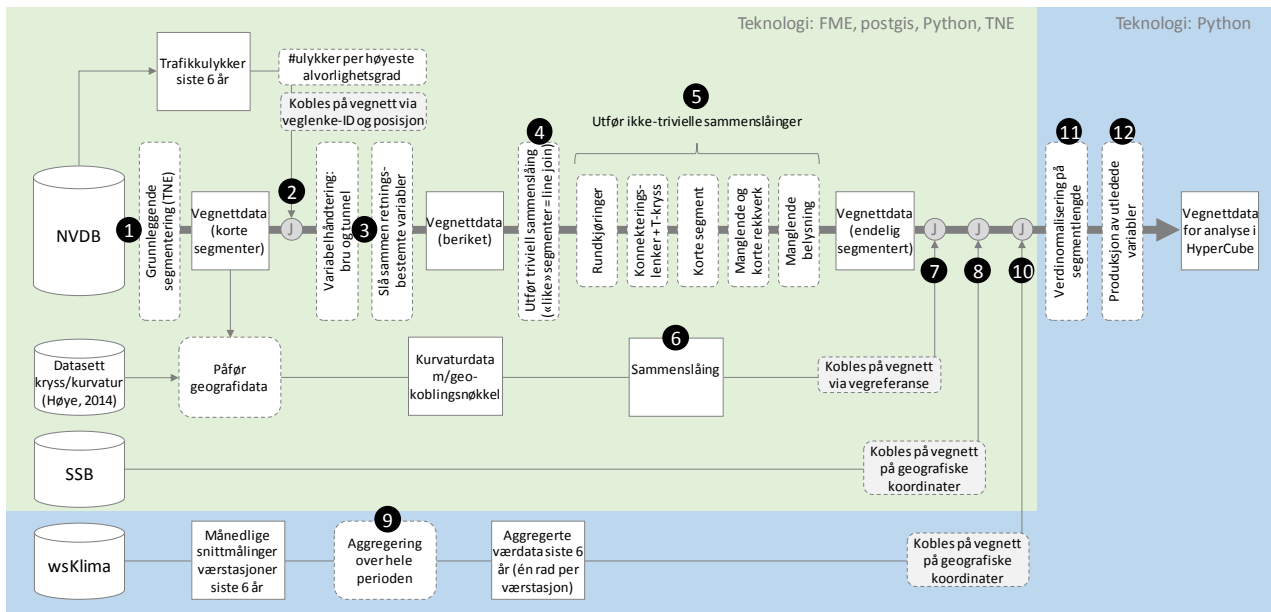 Teknologi: FME, postgis, Python, TNE
Teknologi: Python
Trafikkulykker
siste 6 år
#ulykker per høyeste
alvorlighetsgrad
Kobles på vegnett via
veglenke-ID og posisjon
5
Utfør ikke-trivielle sammenslåinger
NVDB
1
Grunnleggende
segmentering (TNE)
Vegnettdata
(korte
segmenter)
2
J
Variabelhåndtering:
bru og tunnel
3
Slå sammen retnings-
bestemte variabler
Vegnettdata
(beriket)
4
Utfør triviell sammenslåing
(«like» segmenter = line join)
Rundkjøringer
Konnekterings-
lenker + T-kryss
Korte segment
Manglende og
korte rekkverk
Manglende
belysning
Vegnettdata
(endelig
segmentert)
J
J
J
7
8
10
11
Verdinormalisering på
segmentlengde
12
Produksjon av utledede
variabler
Vegnettdata
for analyse i
HyperCube
Datasett
kryss/kurvatur
(Høye, 2014)
Påfør
geografidata
Kurvaturdata
m/geo-
koblingsnøkkel
6
Sammenslåing
Kobles på vegnett
via vegreferanse
SSB
Kobles på vegnett
på geografiske
koordinater
wsKlima
Månedlige
snittmålinger
værstasjoner
siste 6 år
9
Aggregering
over hele
perioden
Aggregerte
værdata siste 6
år (én rad per
værstasjon)
Kobles på vegnett
på geografiske
koordinater